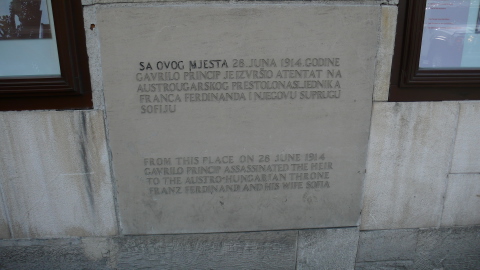 SA OVOG MJESTA 28. JUNA 1914. GODINE
GAVRILO PRINCIP JE IZVRŠIO ATENTAT NA
AUSTROUGARSKOG PRESTOLONASLJEDNIKA
FRANCA FERDINANDA I NJEGOVU SUPRUGU
SOFIJU
FROM THIS PLACE ON 28 JUNE 1914
GAVRILO PRINCIP ASSASSINATED THE HEIR
TO THE AUSTRO-HUNGARIAN THRONE
FRANZ FERDINAND AND HIS WIFE SOFIA